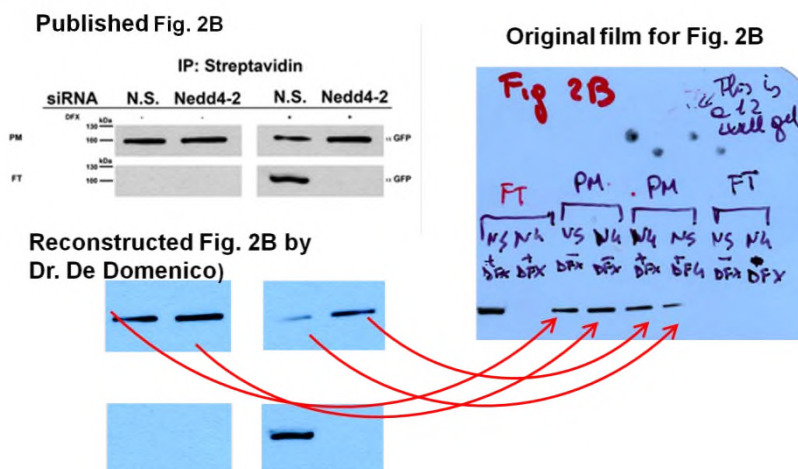 Published Fig. 2B
IP: Streptavidin
siRNA N.S. Nedd4-2 N.S. Nedd4-2
DFX - - + +
kDa
130
PM 100 α GFP
kDa
130
FT 100 α GFP
Reconstructed Fig. 2B by
Dr. De Domenico)
Original film for Fig. 2B
Fig 2B
This is
a 12
well gel
FT PM PM FT
NS N4 NS N4 N4 NS NS N4
+ + - - + + - -
DFX DFX DFX DFX DFX DFX DFX